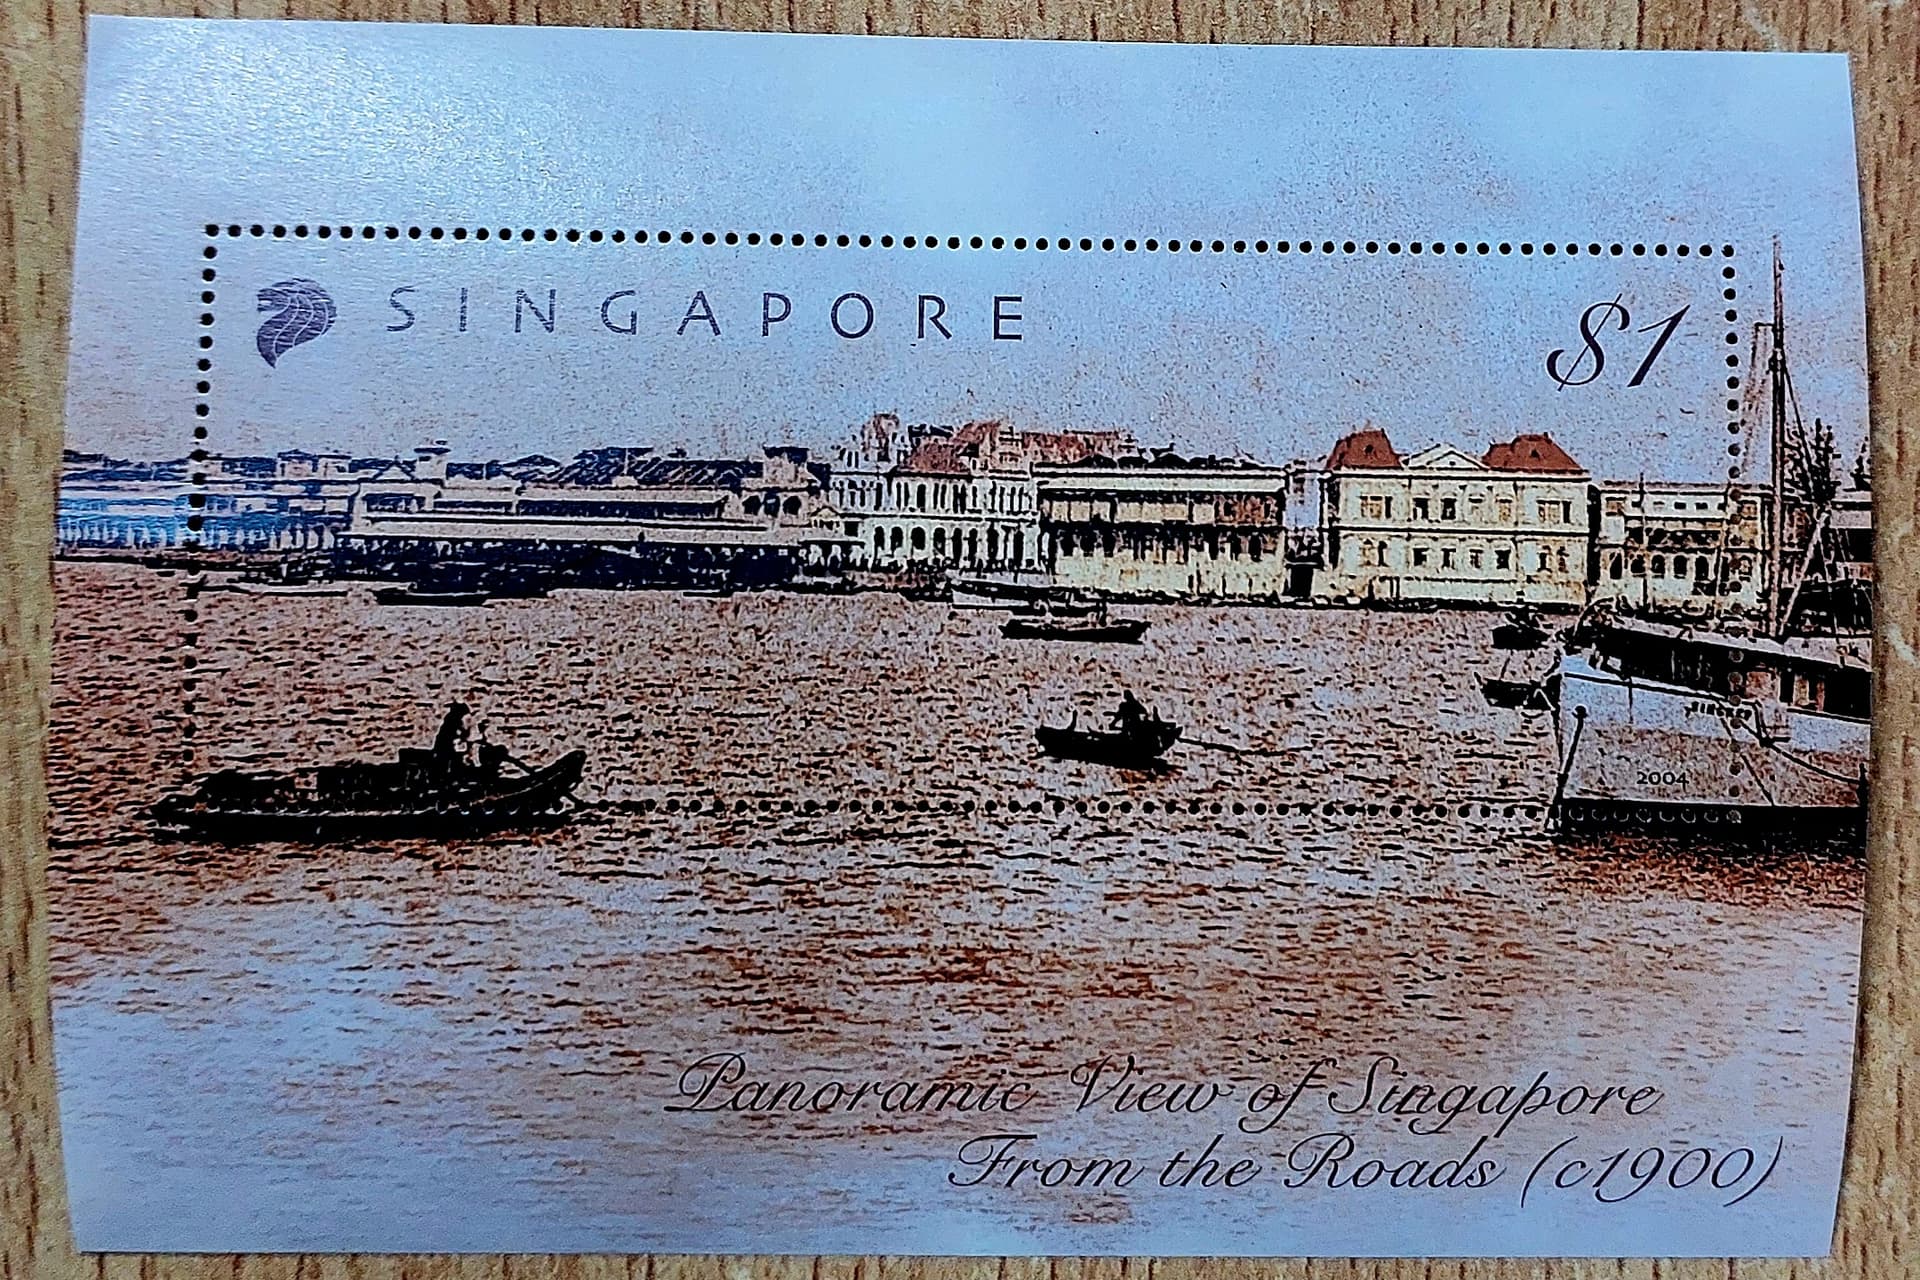 SINGAPORE
$1
2004
Panoramic View of Singapore
From the Roads (c1900)